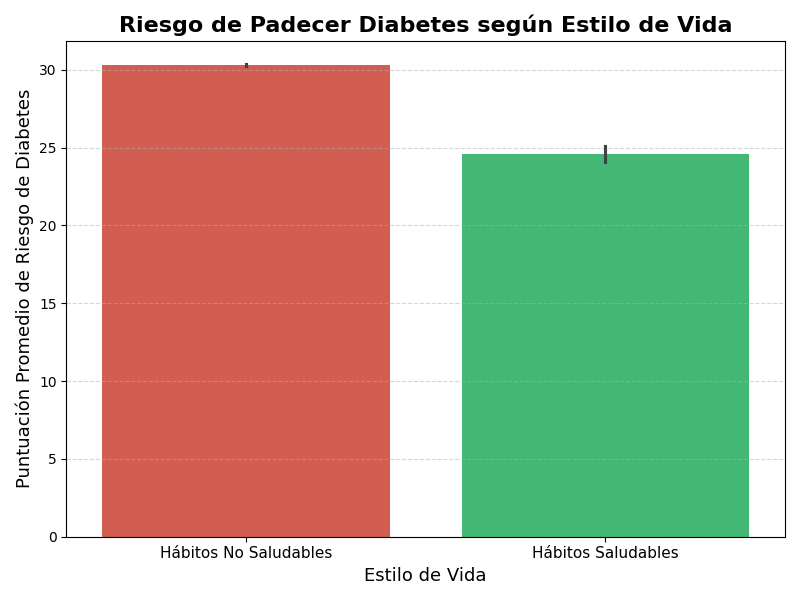 Riesgo de Padecer Diabetes según Estilo de Vida
Puntuación Promedio de Riesgo de Diabetes
30
25
20
15
10
5
0
Hábitos No Saludables
Hábitos Saludables
Estilo de Vida